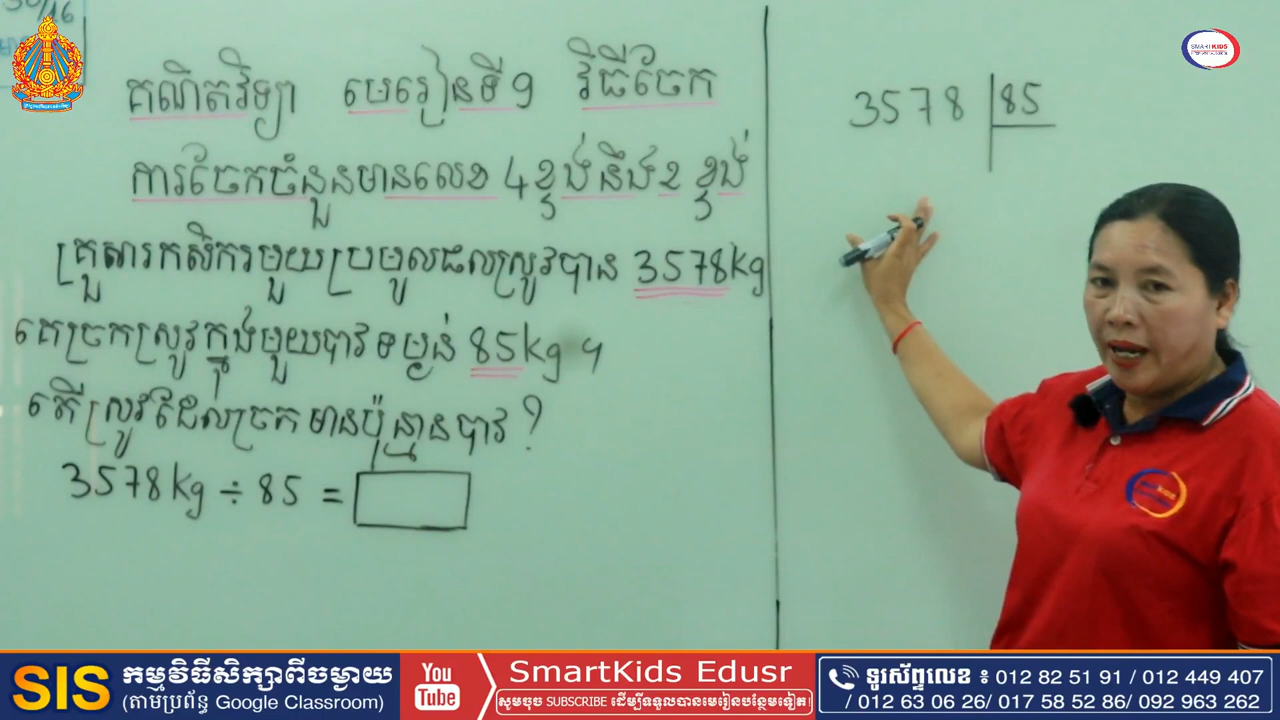 30/16
SMARTKIDS
គណិតវិទ្យា មេរៀនទី១ វិធីចែក
3578 85
ការចែកចំនួនមានលេខ 4 ខ្ទង់ នឹង ២ ខ្ទង់
គ្រួសារកសិករមួយប្រមូលផលស្រូវបាន 3578kg
គេច្រកស្រូវក្នុងមួយបាវទម្ងន់ 85kg ។
តើស្រូវដែលច្រកមានប៉ុន្មានបាវ ?
3578kg ÷ 85 =
SIS កម្មវិធីសិក្សាពីចម្ងាយ
(តាមប្រព័ន្ធ Google Classroom)
You
Tube
SmartKids Edusr
សូមចុច SUBSCRIBE ដើម្បីទទួលបានមេរៀនបន្ថែមទៀត!
ទូរស័ព្ទលេខ ៖ 012 82 51 91 / 012 449 407
/ 012 63 06 26/ 017 58 52 86/ 092 963 262